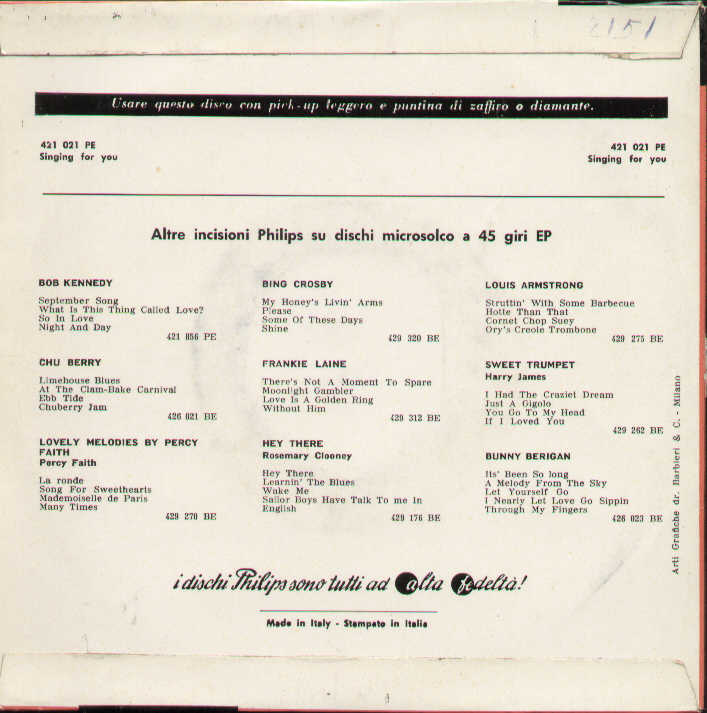 2151
Usare questo disco con pick-up leggero e puntina di zaffiro o diamante.
421 021 PE
Singing for you
421 021 PE
Singing for you
Altre incisioni Philips su dischi microsolco a 45 giri EP
BOB KENNEDY
September Song
What Is This Thing Called Love?
So In Love
Night And Day
421 056 PE
CHU BERRY
Limehouse Blues
At The Clam-Bake Carnival
Ebb Tide
Chuberry Jam
426 021 BE
LOVELY MELODIES BY PERCY
FAITH
Percy Faith
La ronde
Song For Sweethearts
Mademoiselle de Paris
Many Times
429 270 BE
BING CROSBY
My Honey's Livin' Arms
Please
Some Of These Days
Shine
429 320 BE
FRANKIE LAINE
There's Not A Moment To Spare
Moonlight Gambler
Love Is A Golden Ring
Without Him
429 312 BE
HEY THERE
Rosemary Clooney
Hey There
Learnin' The Blues
Wake Me
Sailor Boys Have Talk To me In
English
429 176 BE
LOUIS ARMSTRONG
Struttin' With Some Barbecue
Hotte Than That
Cornet Chop Suey
Ory's Creole Trombone
429 275 BE
SWEET TRUMPET
Harry James
I Had The Craziet Dream
Just A Gigolo
You Go To My Head
If I Loved You
429 262 BE
BUNNY BERIGAN
Its' Been So long
A Melody From The Sky
Let Yourself Go
I Nearly Let Love Go Sippin
Through My Fingers
426 023 BE
Arti Grafiche dr. Barbieri & C. - Milano
i dischi Philips sono tutti ad alta fedeltà!
Made in Italy - Stampato in Italia